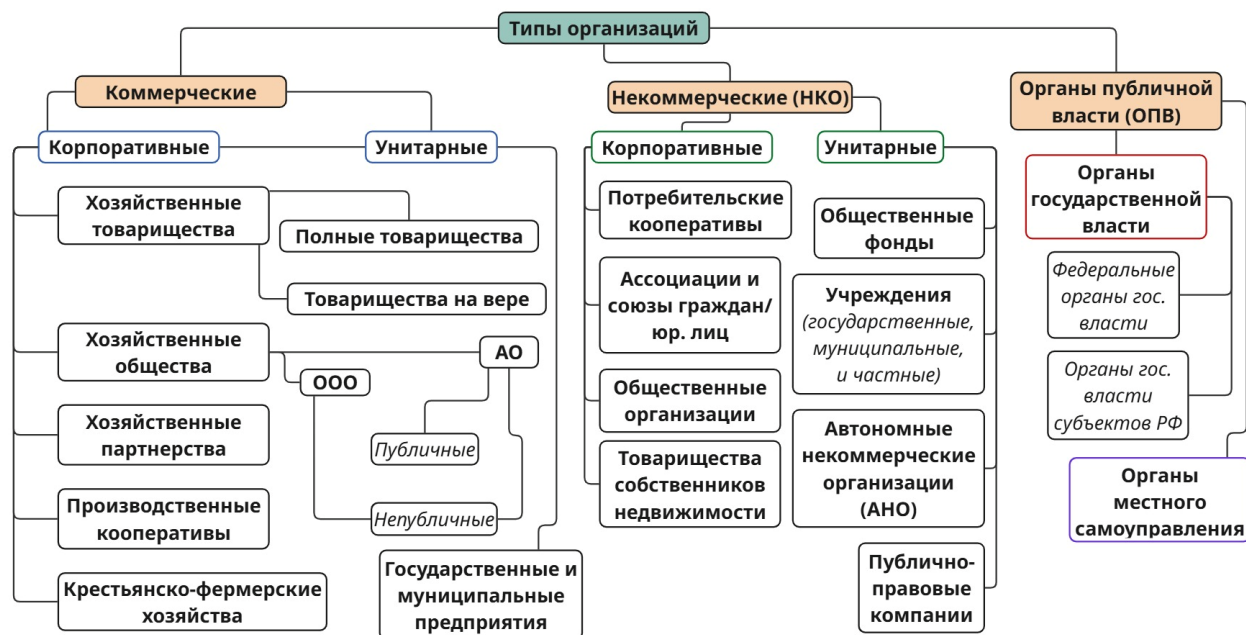 Типы организаций
Коммерческие
Корпоративные
Унитарные
Хозяйственные
товарищества
Полные товарищества
Товарищества на вере
Хозяйственные
общества
АО
ООО
Хозяйственные
партнерства
Публичные
Производственные
кооперативы
Непубличные
Государственные и
муниципальные
предприятия
Крестьянско-фермерские
хозяйства
Некоммерческие (НКО)
Корпоративные
Унитарные
Потребительские
кооперативы
Ассоциации и
союзы граждан/
юр. лиц
Общественные
организации
Товарищества
собственников
недвижимости
Общественные
фонды
Учреждения
(государственные,
муниципальные,
и частные)
Автономные
некоммерческие
организации
(АНО)
Публично-
правовые
компании
Органы публичной
власти (ОПВ)
Органы
государственной
власти
Федеральные
органы гос.
власти
Органы гос.
власти
субъектов РФ
Органы
местного
самоуправления